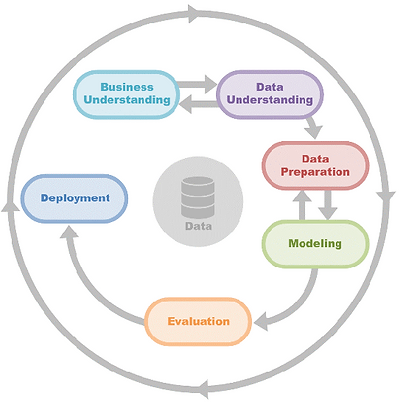 Business
Understanding
Data
Understanding
Data
Preparation
Deployment
Data
Modeling
Evaluation